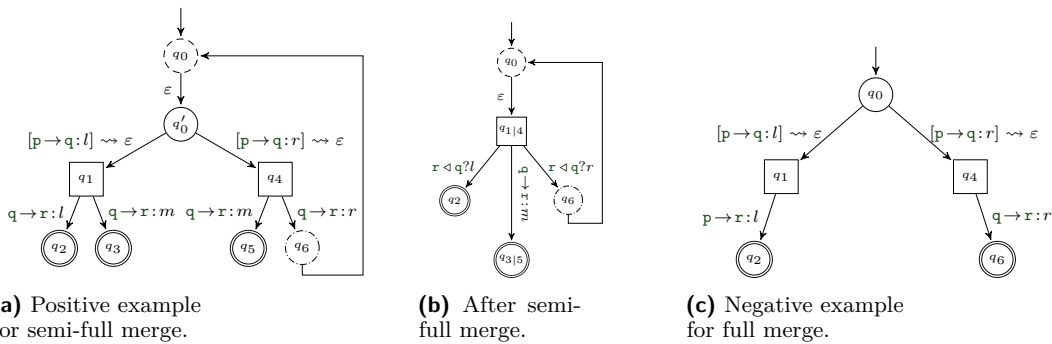 q0
ε
q′0
[p→q:l] ⇝ ε
[p→q:r] ⇝ ε
q1
q4
q→r:l
q→r:m
q→r:m
q→r:r
q2
q3
q5
q6
a) Positive example
or semi-full merge.
q0
ε
q1|4
r◁q?l
q→r:m
r◁q?r
q2
q6
q3|5
(b) After semi-
full merge.
q0
[p→q:l] ⇝ ε
[p→q:r] ⇝ ε
q1
q4
p→r:l
q→r:r
q2
q6
(c) Negative example
for full merge.